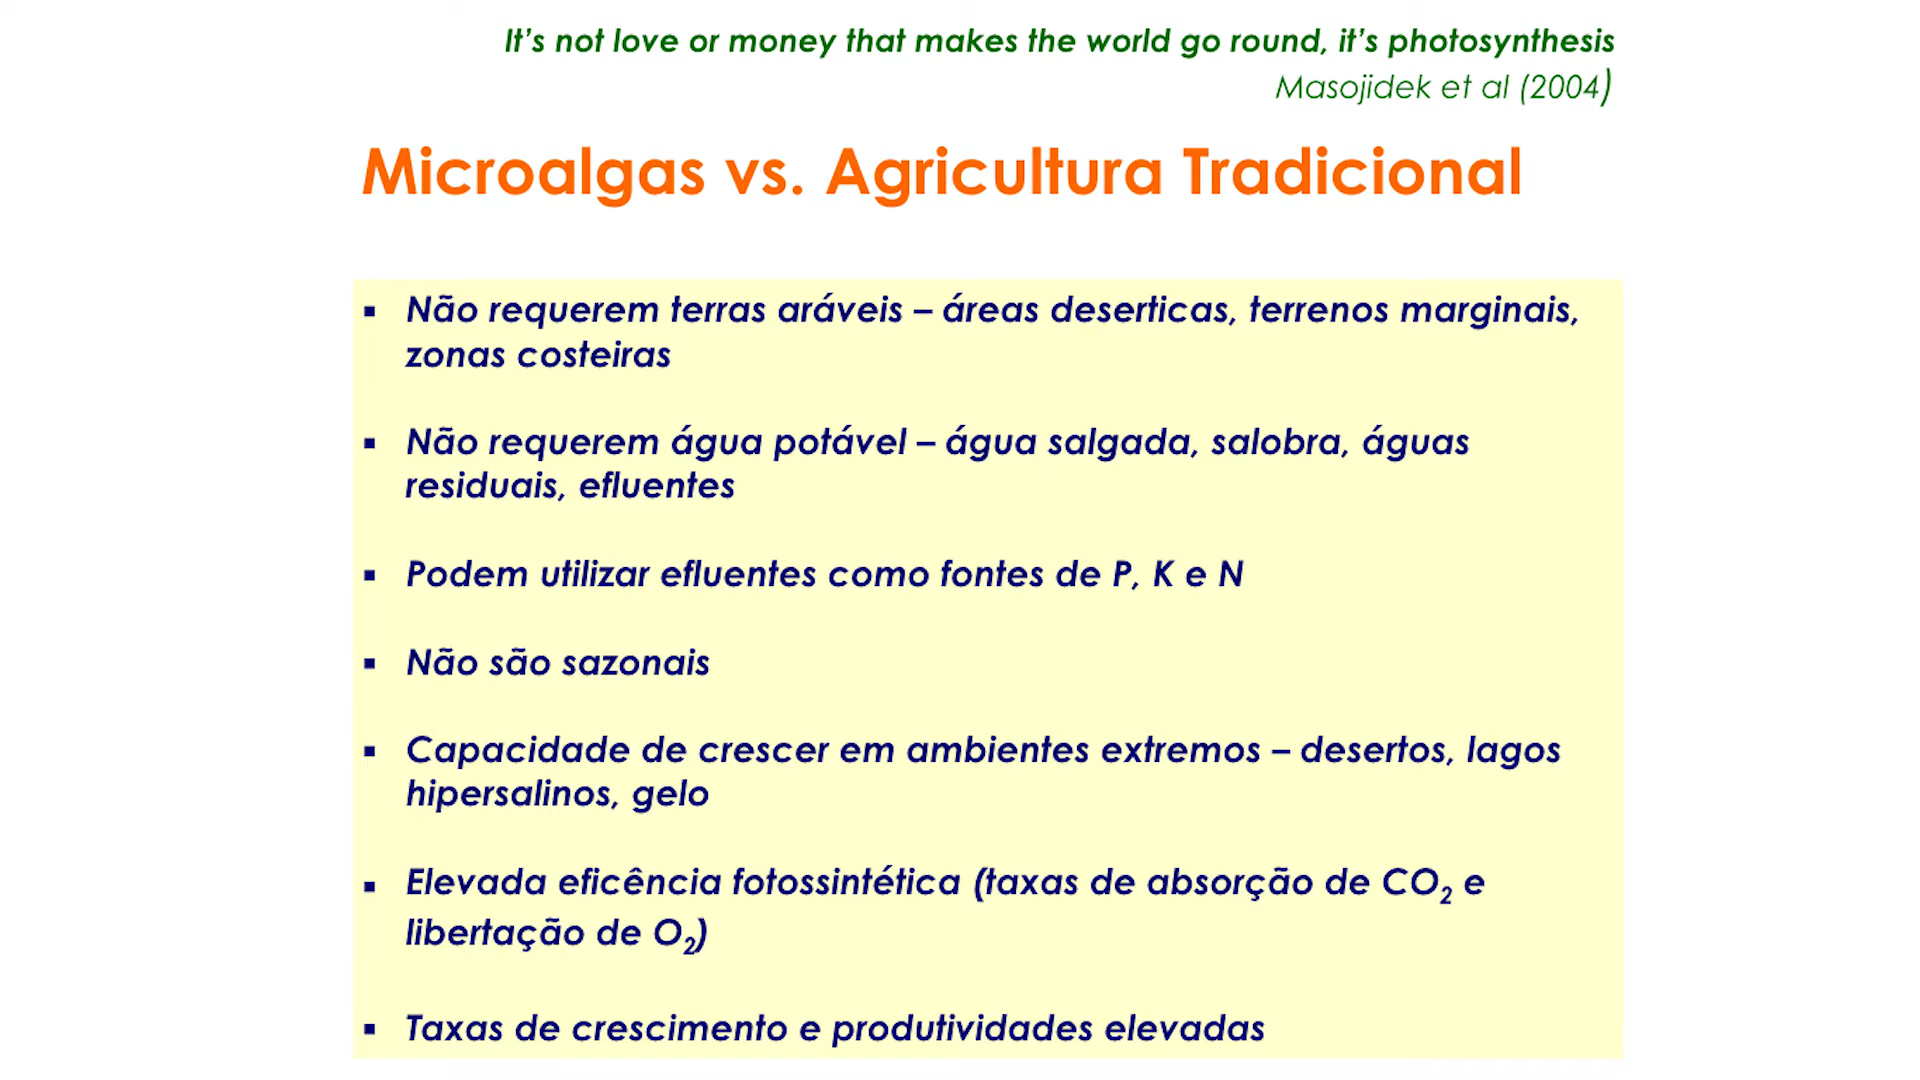 It’s not love or money that makes the world go round, it’s photosynthesis
Masojidek et al (2004)
Microalgas vs. Agricultura Tradicional
▪ Não requerem terras aráveis – áreas deserticas, terrenos marginais,
zonas costeiras
▪ Não requerem água potável – água salgada, salobra, águas
residuais, efluentes
▪ Podem utilizar efluentes como fontes de P, K e N
▪ Não são sazonais
▪ Capacidade de crescer em ambientes extremos – desertos, lagos
hipersalinos, gelo
▪ Elevada eficência fotossintética (taxas de absorção de CO₂ e
libertação de O₂)
▪ Taxas de crescimento e produtividades elevadas